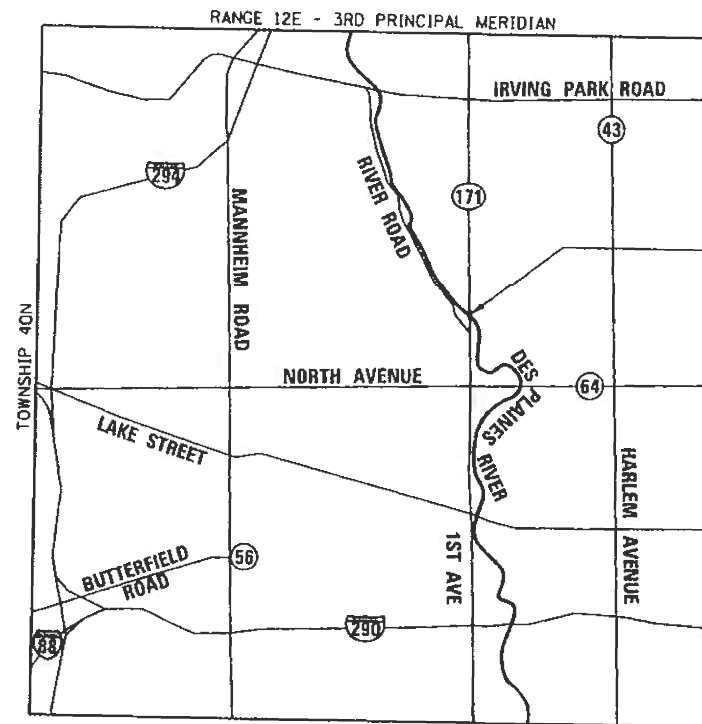 RANGE 12E - 3RD PRINCIPAL MERIDIAN
IRVING PARK ROAD
43
294
171
RIVER ROAD
MANNHEIM ROAD
TOWNSHIP 40N
NORTH AVENUE
DES PLAINES RIVER
64
LAKE STREET
HARLEM AVENUE
1ST AVE
BUTTERFIELD
ROAD
56
290
88